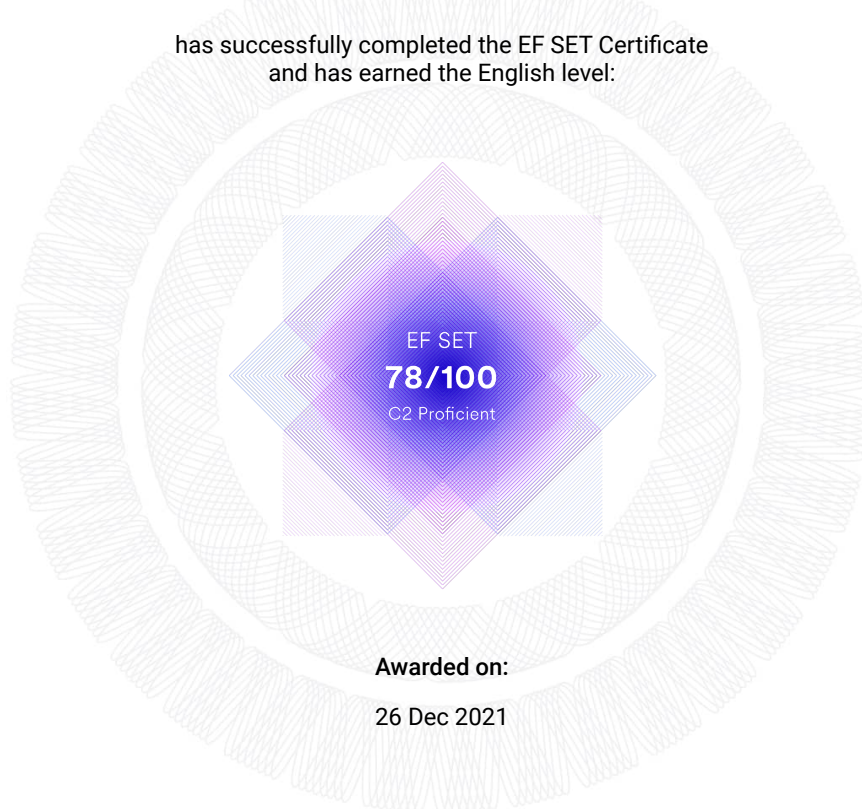 has successfully completed the EF SET Certificate
and has earned the English level:
EF SET
78/100
C2 Proficient
Awarded on:
26 Dec 2021